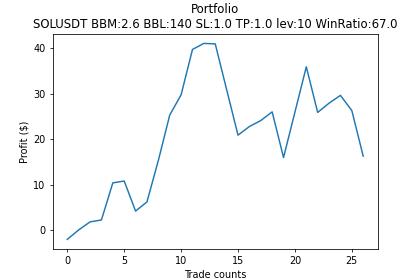 Portfolio
SOLUSDT BBM:2.6 BBL:140 SL:1.0 TP:1.0 lev:10 WinRatio:67.0
Profit ($)
40
30
20
10
0
0 5 10 15 20 25
Trade counts